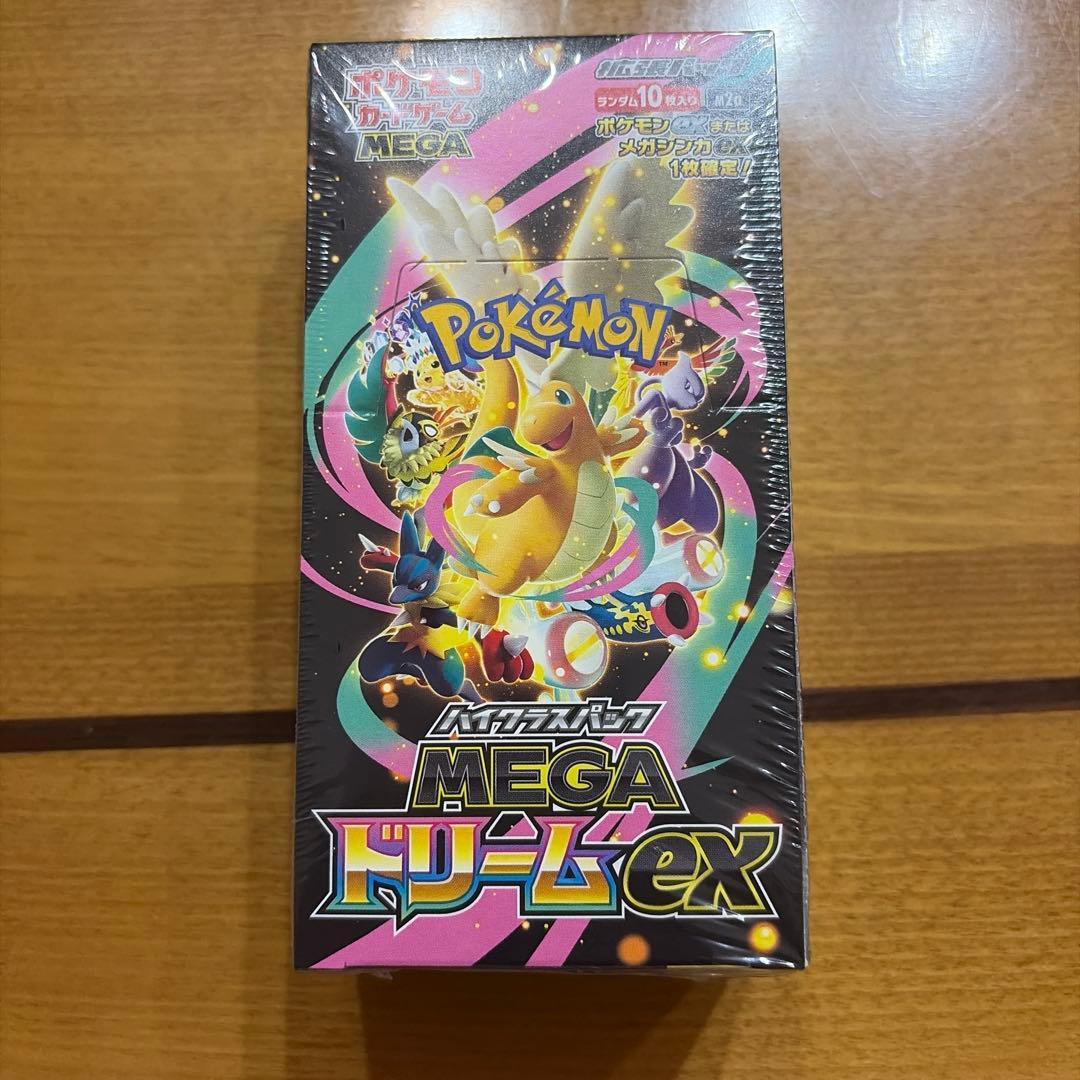 ポケモン
カードゲーム
MEGA
拡張パック
ランダム10枚入り M2a
ポケモンexまたは
メガシンカex
1枚確定!
POKéMON
TM
ハイクラスパック
MEGA
ドリームex